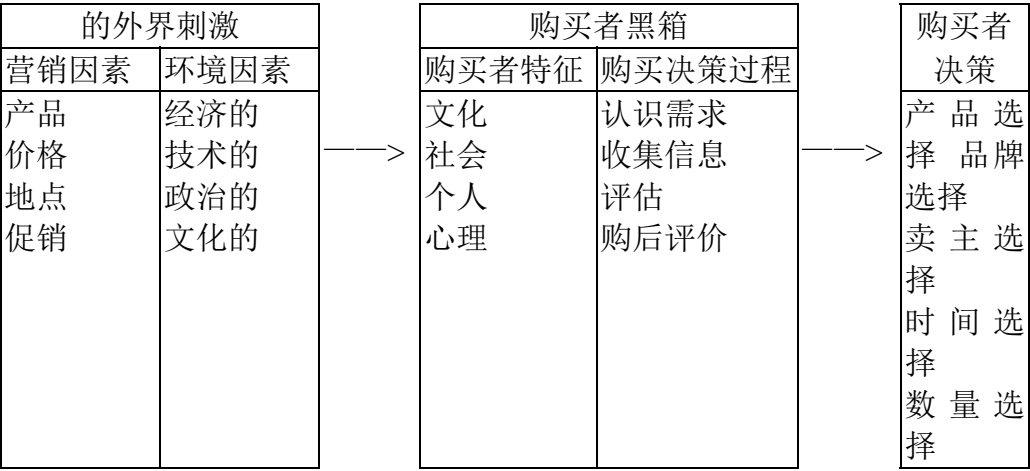 的外界刺激
营销因素 环境因素
产品 经济的
价格 技术的
地点 政治的
促销 文化的
——>
购买者黑箱
购买者特征 购买决策过程
文化 认识需求
社会 收集信息
个人 评估
心理 购后评价
——>
购买者
决策
产 品 选
择 品牌
选择
卖 主 选
择
时 间 选
择
数 量 选
择